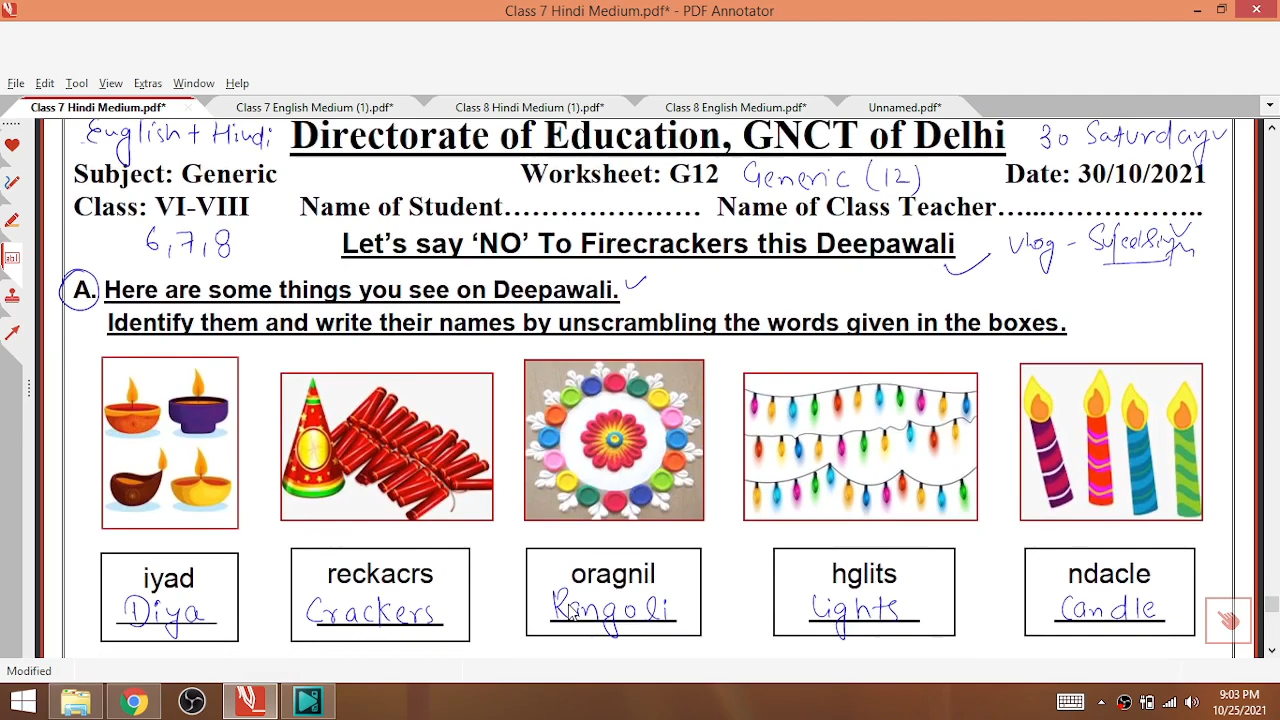 Class 7 Hindi Medium.pdf* - PDF Annotator
File Edit Tool View Extras Window Help
Class 7 Hindi Medium.pdf* Class 7 English Medium (1).pdf* Class 8 Hindi Medium (1).pdf* Class 8 English Medium.pdf* Unnamed.pdf*
English + Hindi Directorate of Education, GNCT of Delhi 30 Saturday
Subject: Generic Worksheet: G12 Generic (12) Date: 30/10/2021
Class: VI-VIII Name of Student…………………… Name of Class Teacher…...……………..
6,7,8 Let’s say ‘NO’ To Firecrackers this Deepawali Vlog -
A. Here are some things you see on Deepawali.
Identify them and write their names by unscrambling the words given in the boxes.
iyad reckacrs oragnil hglits ndacle
Diya Crackers Rangoli Lights Candle
Modified
9:03 PM
10/25/2021